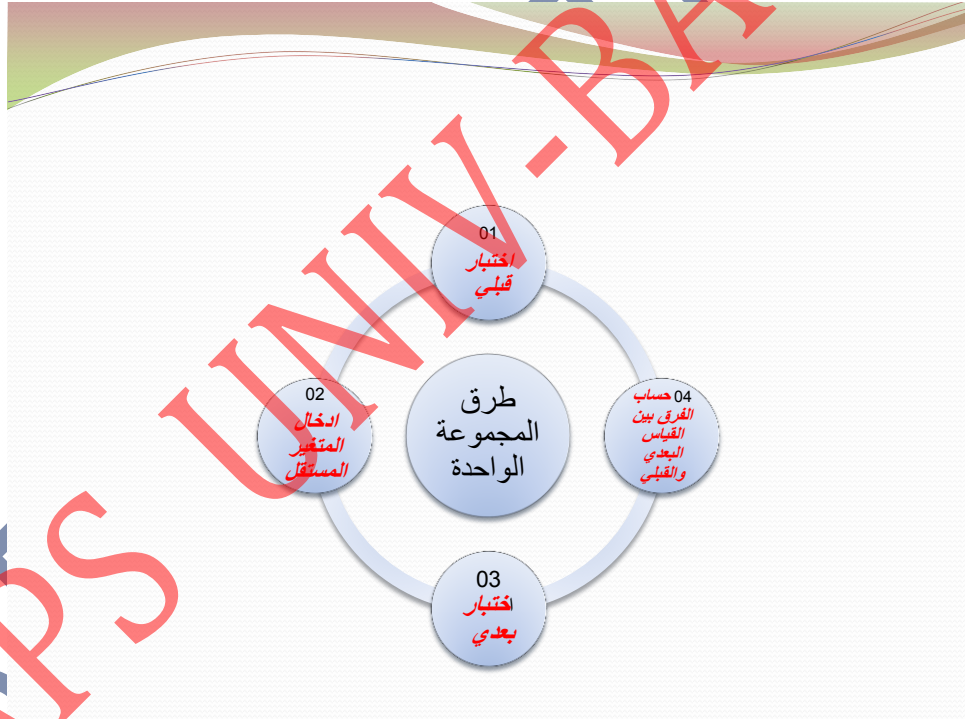 01
اختبار
قبلي
02
ادخال
المتغير
المستقل
طرق
المجموعة
الواحدة
04 حساب
الفرق بين
القياس
البعدي
والقبلي
03
اختبار
بعدي
PS UNIV-BA